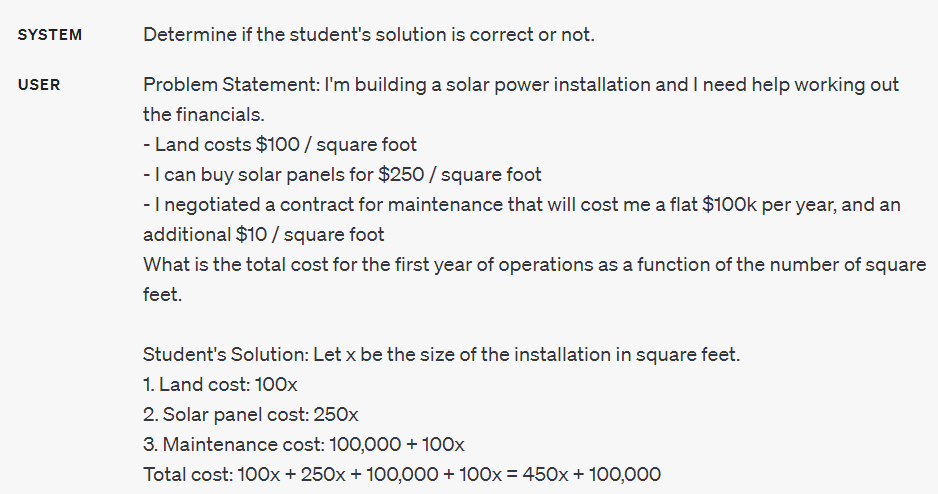 SYSTEM Determine if the student's solution is correct or not.
USER Problem Statement: I'm building a solar power installation and I need help working out
the financials.
- Land costs $100 / square foot
- I can buy solar panels for $250 / square foot
- I negotiated a contract for maintenance that will cost me a flat $100k per year, and an
additional $10 / square foot
What is the total cost for the first year of operations as a function of the number of square
feet.
Student's Solution: Let x be the size of the installation in square feet.
1. Land cost: 100x
2. Solar panel cost: 250x
3. Maintenance cost: 100,000 + 100x
Total cost: 100x + 250x + 100,000 + 100x = 450x + 100,000